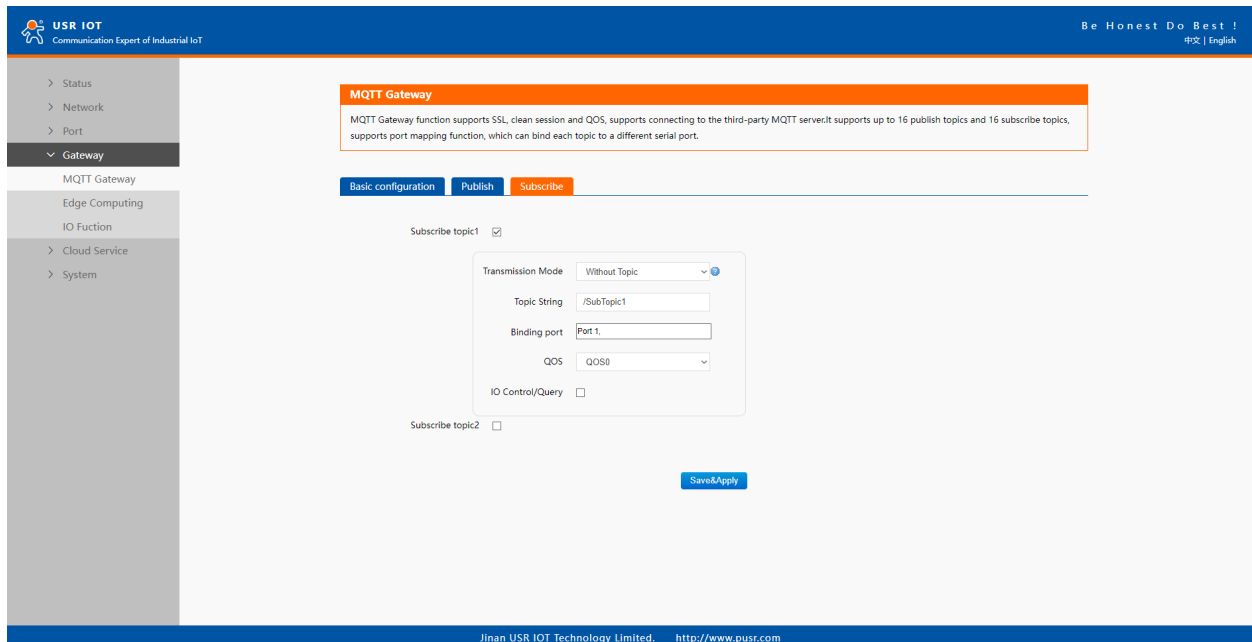 USR IOT
Communication Expert of Industrial IoT
Be Honest Do Best !
中文 | English
Status
Network
Port
Gateway
MQTT Gateway
Edge Computing
IO Fuction
Cloud Service
System
MQTT Gateway
MQTT Gateway function supports SSL, clean session and QOS, supports connecting to the third-party MQTT server.It supports up to 16 publish topics and 16 subscribe topics,
supports port mapping function, which can bind each topic to a different serial port.
Basic configuration Publish Subscribe
Subscribe topic1
Transmission Mode Without Topic ?
Topic String /SubTopic1
Binding port Port 1,
QOS QOS0
IO Control/Query
Subscribe topic2
Save&Apply
Jinan USR IOT Technology Limited. http://www.pusr.com